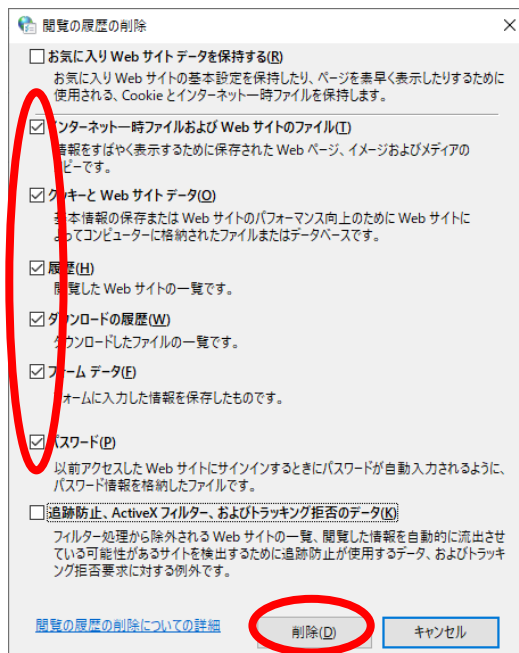 閲覧の履歴の削除
お気に入り Web サイト データを保持する(R)
お気に入り Web サイトの基本設定を保持したり、ページを素早く表示したりするために
使用される、Cookie とインターネット一時ファイルを保持します。
インターネット一時ファイルおよび Web サイトのファイル(T)
情報をすばやく表示するために保存された Web ページ、イメージおよびメディアの
コピーです。
クッキーと Web サイト データ(O)
基本情報の保存または Web サイトのパフォーマンス向上のために Web サイトに
よってコンピューターに格納されたファイルまたはデータベースです。
履歴(H)
閲覧した Web サイトの一覧です。
ダウンロードの履歴(W)
ダウンロードしたファイルの一覧です。
フォーム データ(F)
フォームに入力した情報を保存したものです。
パスワード(P)
以前アクセスした Web サイトにサインインするときにパスワードが自動入力されるように、
パスワード情報を格納したファイルです。
追跡防止、ActiveX フィルター、およびトラッキング拒否のデータ(K)
フィルター処理から除外される Web サイトの一覧、閲覧した情報を自動的に流出させ
ている可能性があるサイトを検出するために追跡防止が使用するデータ、およびトラッキ
ング拒否要求に対する例外です。
閲覧の履歴の削除についての詳細
削除(D)
キャンセル